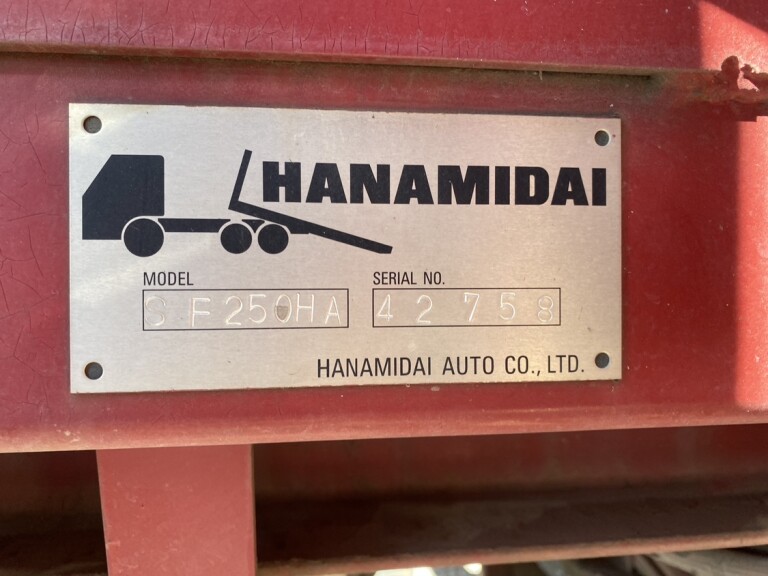 HANAMIDAI
MODEL SERIAL NO.
F250HA 42758
HANAMIDAI AUTO CO., LTD.